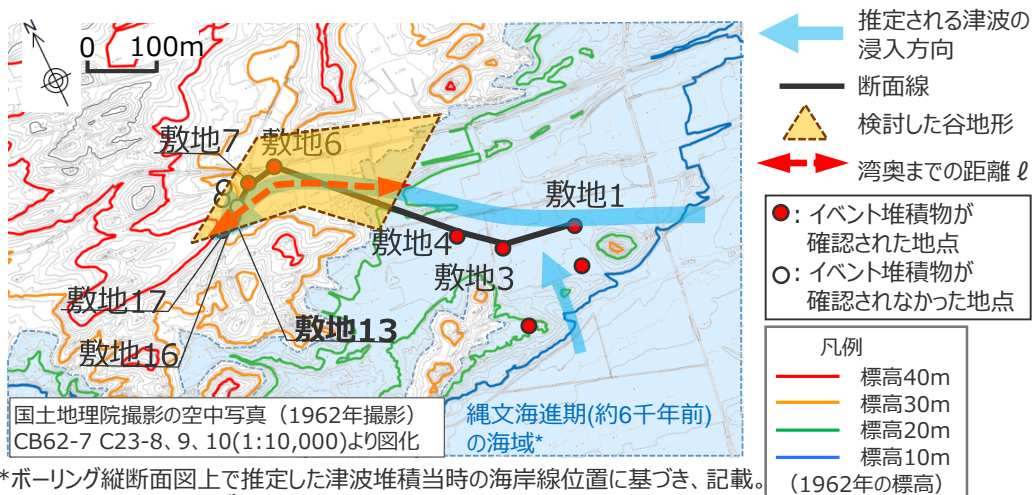 0 100m
敷地7
敷地6
敷地1
敷地4
敷地3
敷地17
敷地13
敷地16
国土地理院撮影の空中写真（1962年撮影）
CB62-7 C23-8、9、10(1:10,000)より図化
縄文海進期(約6千年前)
の海域*
*ボーリング縦断面図上で推定した津波堆積当時の海岸線位置に基づき、記載。
推定される津波の
浸入方向
断面線
検討した谷地形
湾奥までの距離ℓ
：イベント堆積物が
確認された地点
：イベント堆積物が
確認されなかった地点
凡例
標高40m
標高30m
標高20m
標高10m
（1962年の標高）